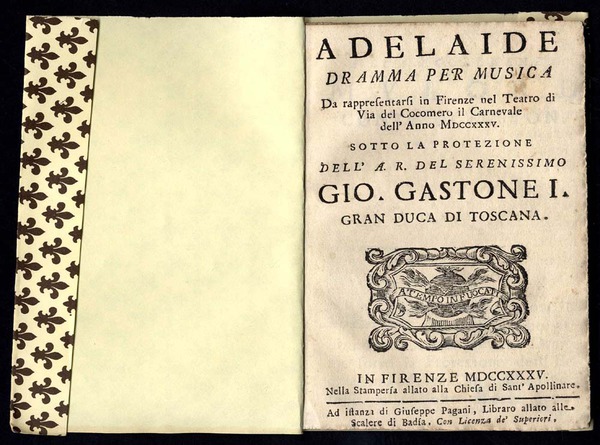 ADELAIDE
DRAMMA PER MUSICA
Da rappresentarsi in Firenze nel Teatro di
Via del Cocomero il Carnevale
dell' Anno MDCCXXXV.
SOTTO LA PROTEZIONE
DELL' A. R. DEL SERENISSIMO
GIO. GASTONE I.
GRAN DUCA DI TOSCANA.
IN FIRENZE MDCCXXXV.
Nella Stamperia allato alla Chiesa di Sant' Apollinare.
Ad istanza di Giuseppe Pagani, Libraro allato alle
Scalere di Badia. Con Licenza de' Superiori.